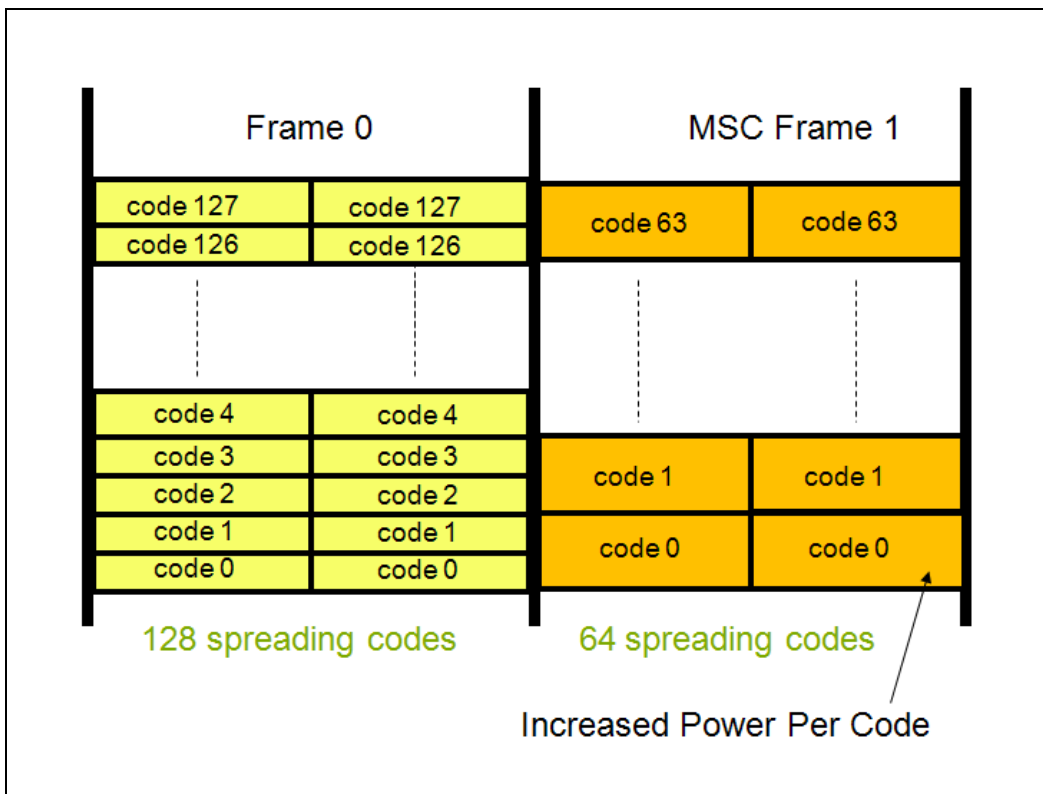 Frame 0
MSC Frame 1
code 127
code 127
code 63
code 63
code 126
code 126
code 4
code 4
code 3
code 3
code 1
code 1
code 2
code 2
code 1
code 1
code 0
code 0
code 0
code 0
128 spreading codes
64 spreading codes
Increased Power Per Code